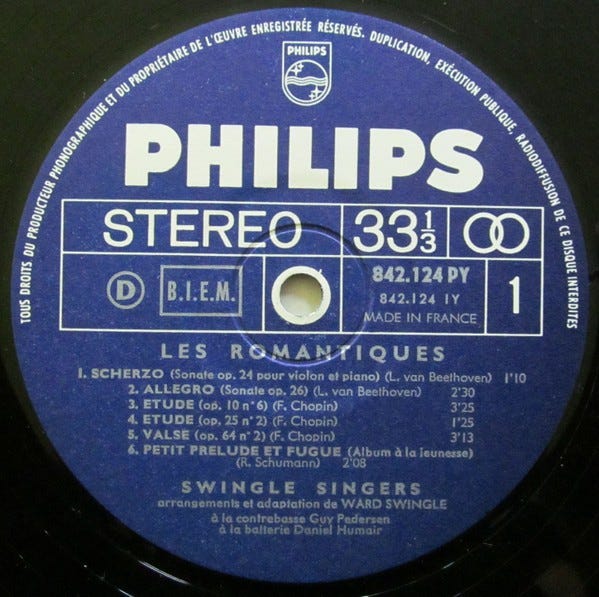 TOUS DROITS DU PRODUCTEUR PHONOGRAPHIQUE ET DU PROPRIÉTAIRE DE L'ŒUVRE ENREGISTRÉE RÉSERVÉS. DUPLICATION, EXÉCUTION PUBLIQUE, RADIODIFFUSION DE CE DISQUE INTERDITES
PHILIPS
PHILIPS
STEREO 33⅓
D B.I.E.M. 842.124 PY 1
842.124 1Y
MADE IN FRANCE
LES ROMANTIQUES
1. SCHERZO (Sonate op. 24 pour violon et piano) (L. van Beethoven) 1'10
2. ALLEGRO (Sonate op. 26) (L. van Beethoven) 2'30
3. ETUDE (op. 10 n° 6) (F. Chopin) 3'25
4. ETUDE (op. 25 n° 2) (F. Chopin) 1'25
5. VALSE (op. 64 n° 2) (F. Chopin) 3'13
6. PETIT PRELUDE ET FUGUE (Album à la jeunesse)
(R. Schumann) 2'08
SWINGLE SINGERS
arrangements et adaptation de WARD SWINGLE
à la contrebasse Guy Pedersen
à la batterie Daniel Humair